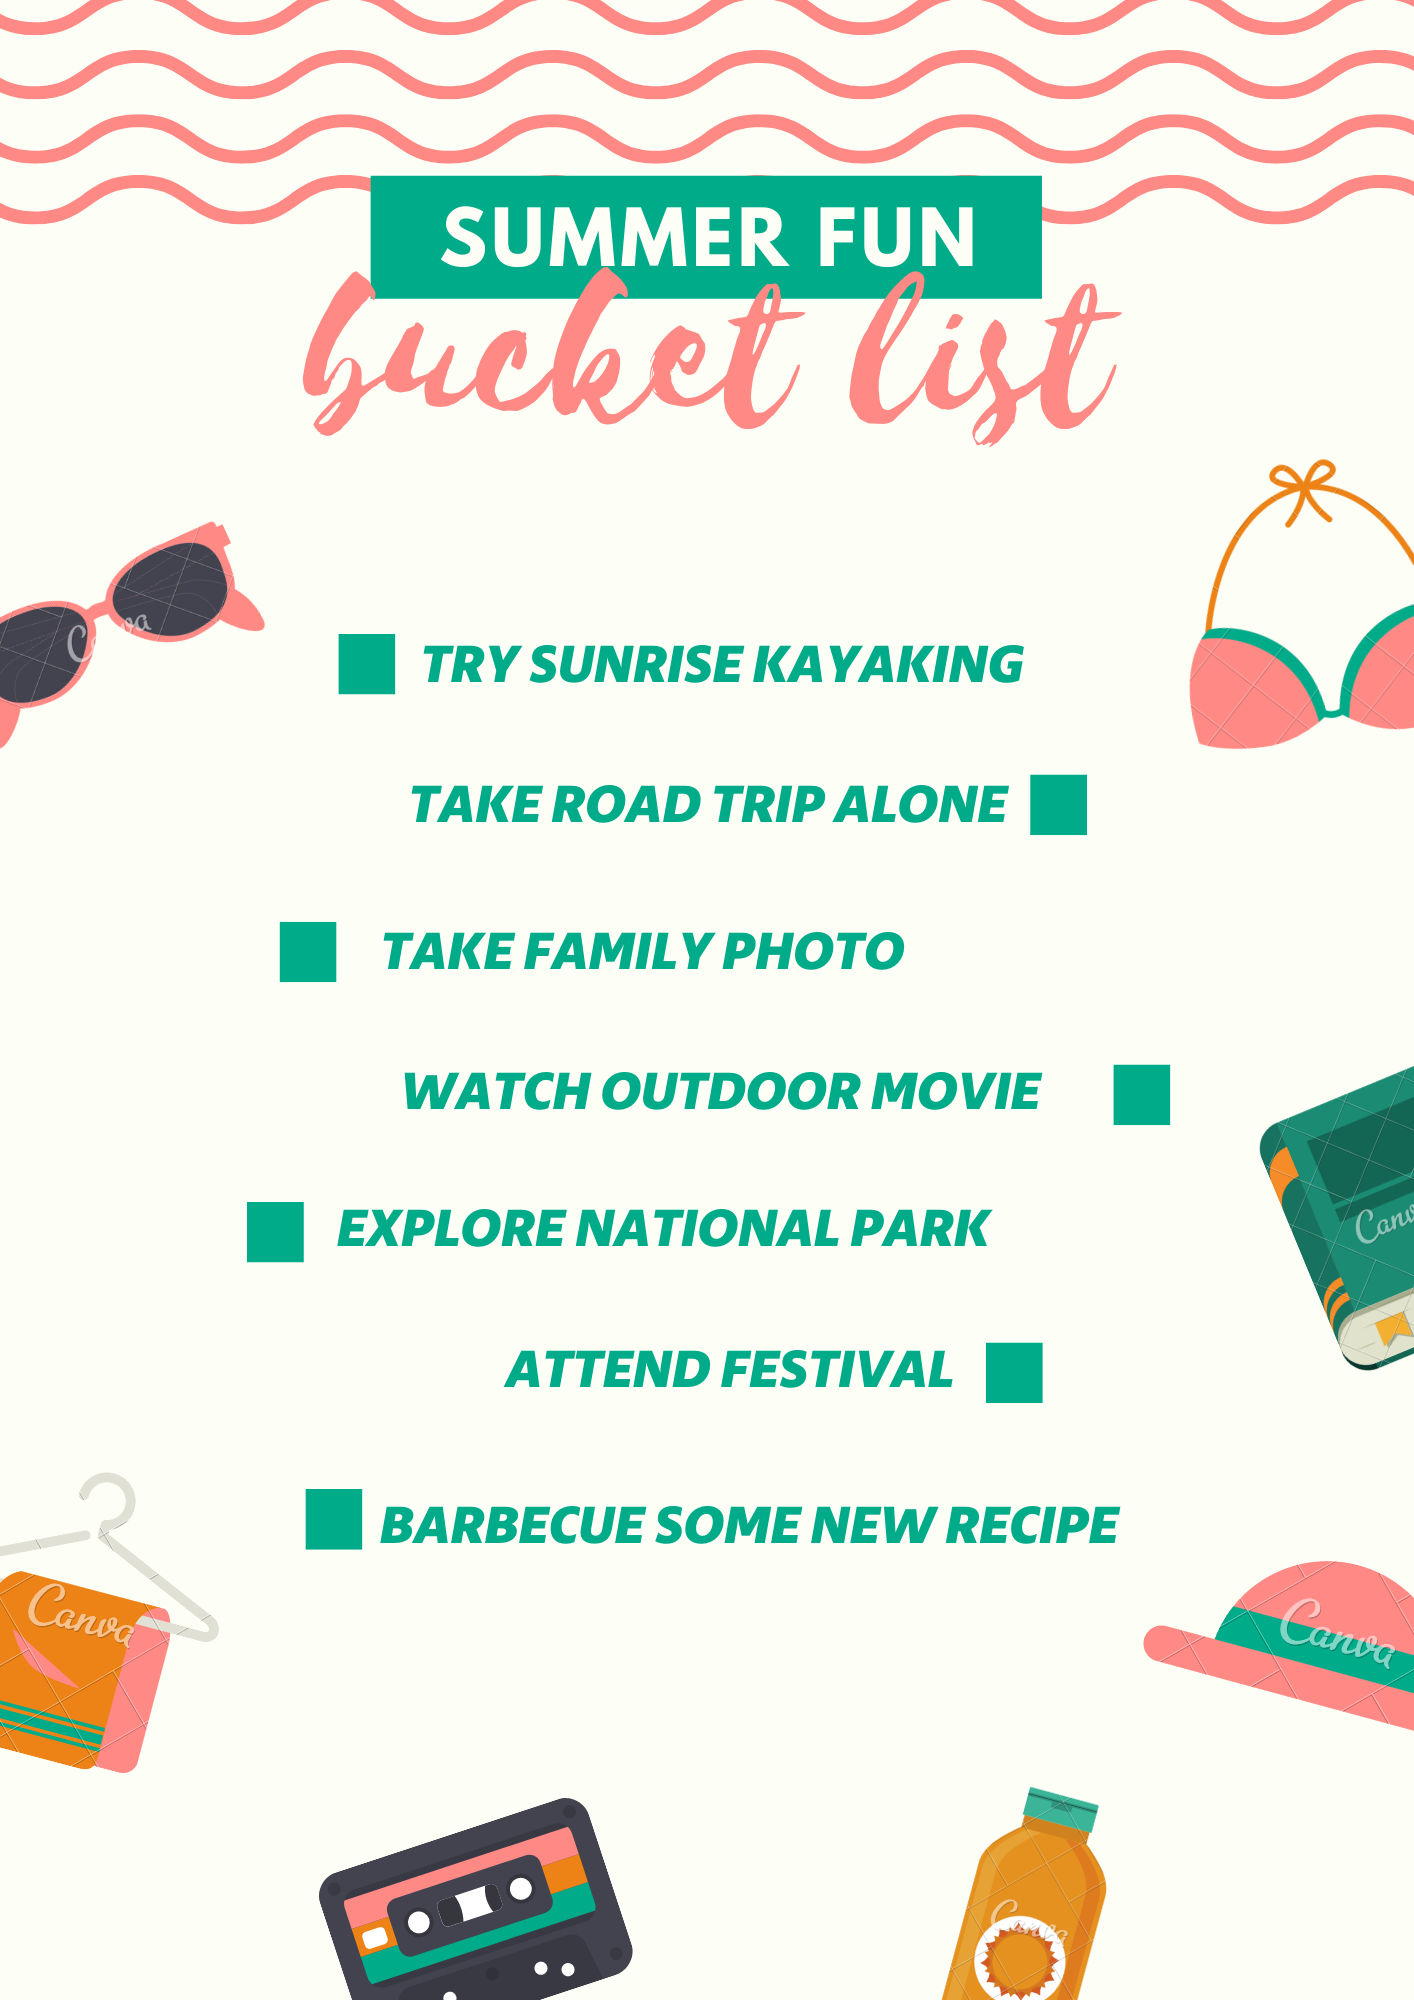 SUMMER FUN
bucket list
Canva
TRY SUNRISE KAYAKING
TAKE ROAD TRIP ALONE
TAKE FAMILY PHOTO
WATCH OUTDOOR MOVIE
EXPLORE NATIONAL PARK
Canva
ATTEND FESTIVAL
BARBECUE SOME NEW RECIPE
Canva
Canva
Canva